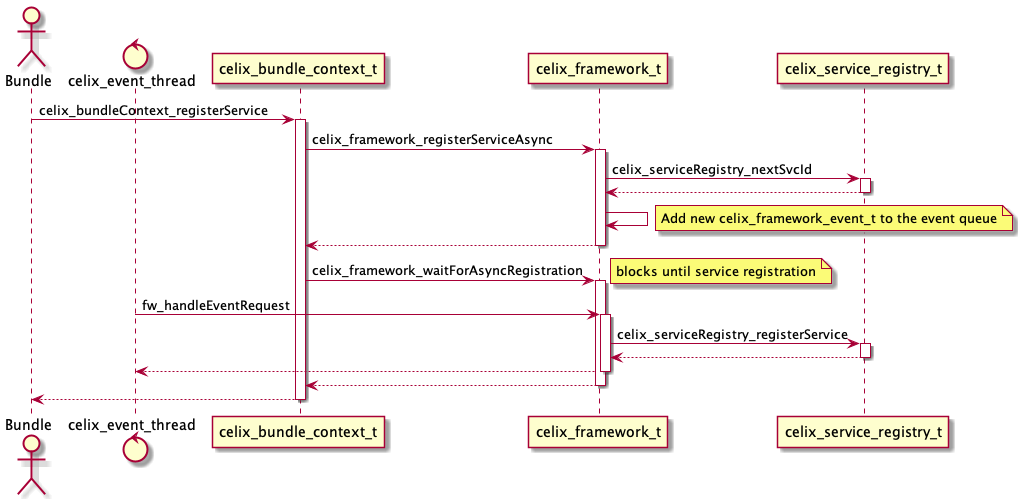 Bundle
celix_event_thread
celix_bundle_context_t
celix_framework_t
celix_service_registry_t
celix_bundleContext_registerService
celix_framework_registerServiceAsync
celix_serviceRegistry_nextSvcId
Add new celix_framework_event_t to the event queue
celix_framework_waitForAsyncRegistration
blocks until service registration
fw_handleEventRequest
celix_serviceRegistry_registerService
Bundle
celix_event_thread
celix_bundle_context_t
celix_framework_t
celix_service_registry_t